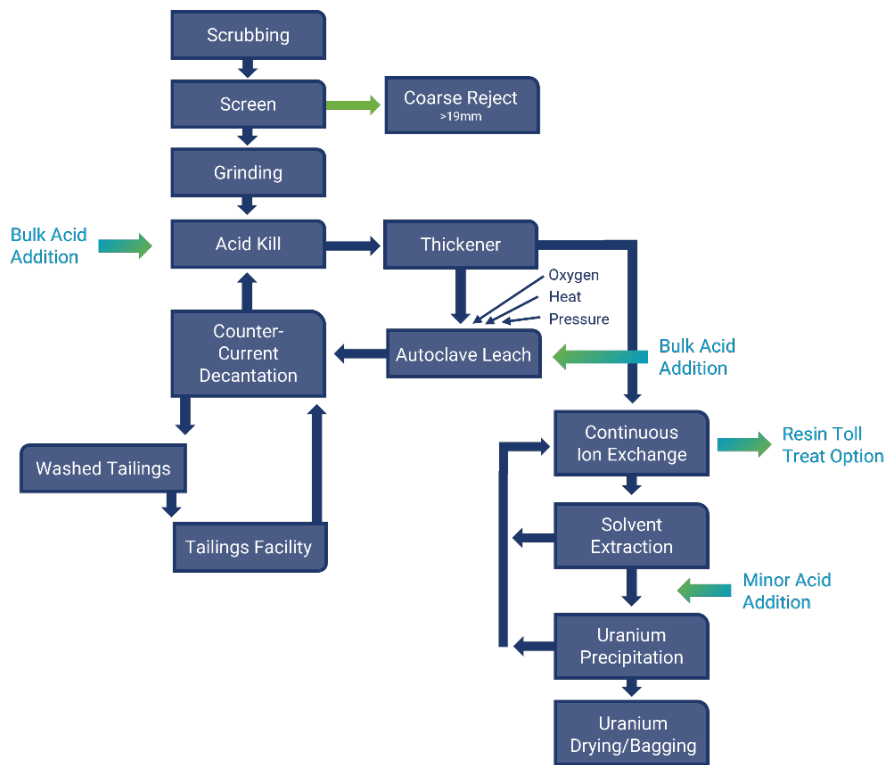 Scrubbing
Screen
Coarse Reject
>19mm
Grinding
Bulk Acid
Addition
Acid Kill
Thickener
Oxygen
Heat
Pressure
Counter-
Current
Decantation
Autoclave Leach
Bulk Acid
Addition
Continuous
Ion Exchange
Resin Toll
Treat Option
Washed Tailings
Tailings Facility
Solvent
Extraction
Minor Acid
Addition
Uranium
Precipitation
Uranium
Drying/Bagging